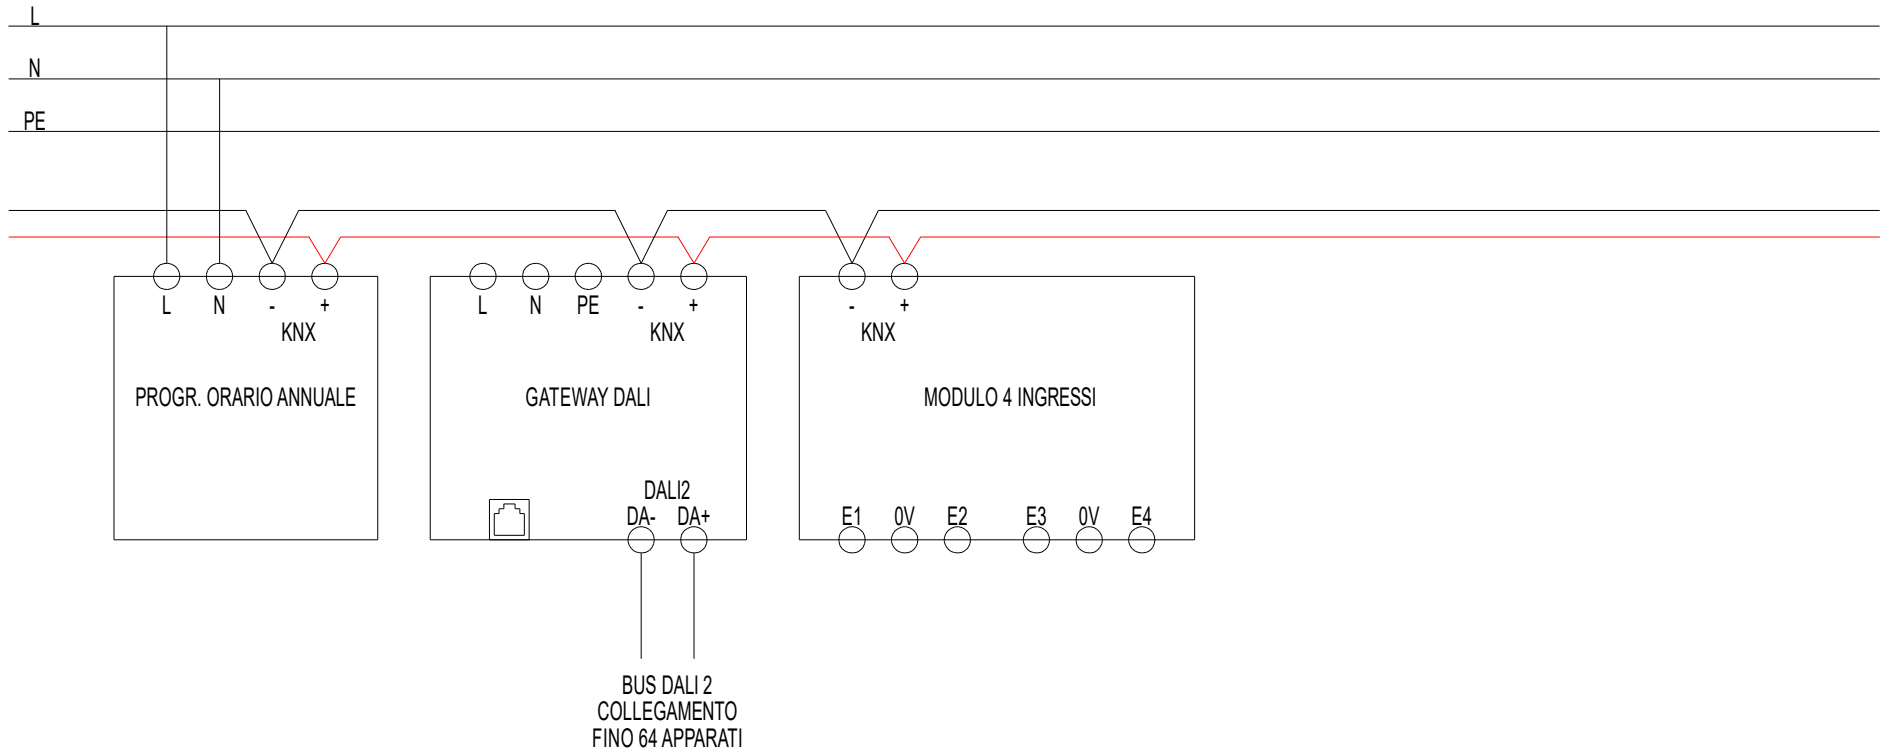 L
N
PE
L N - +
KNX
PROGR. ORARIO ANNUALE
L N PE - +
KNX
GATEWAY DALI
DALI2
DA- DA+
BUS DALI 2
COLLEGAMENTO
FINO 64 APPARATI
- +
KNX
MODULO 4 INGRESSI
E1 0V E2 E3 0V E4